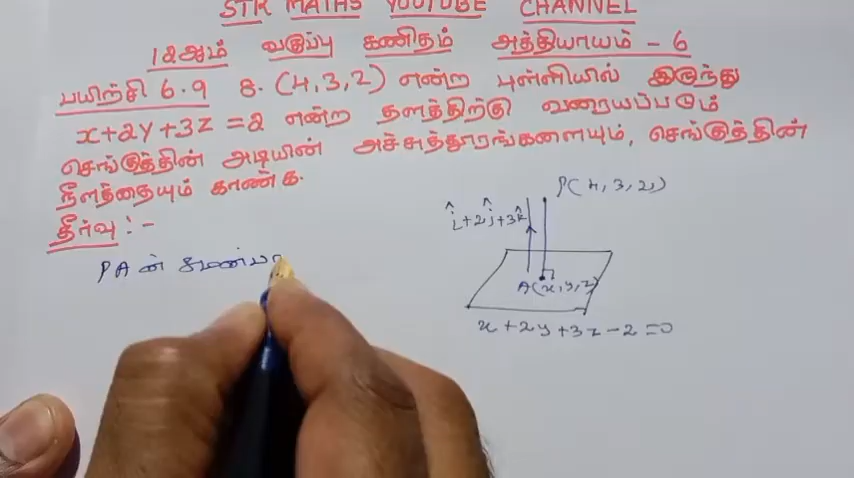 STR MATHS YOUTUBE CHANNEL
12ஆம் வகுப்பு கணிதம் அத்தியாயம் - 6
பயிற்சி 6.9 8. (4,3,2) என்ற புள்ளியில் இருந்து
x+2y+3z=2 என்ற தளத்திற்கு வரையப்படும்
செங்குத்தின் அடியின் அச்சுத்தூரங்களையும், செங்குத்தின்
நீளத்தையும் காண்க.
தீர்வு :-
P(4,3,2)
î+2ĵ+3k̂
A(x,y,z)
x+2y+3z-2=0
PA ன் சமன்பா